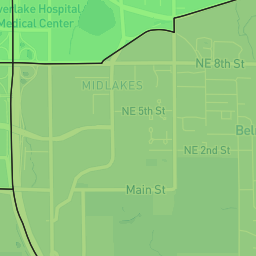 erlake Hospital
Medical Center
NE 8th St
MIDLAKES
NE 5th St
Bel
NE 2nd St
Main St